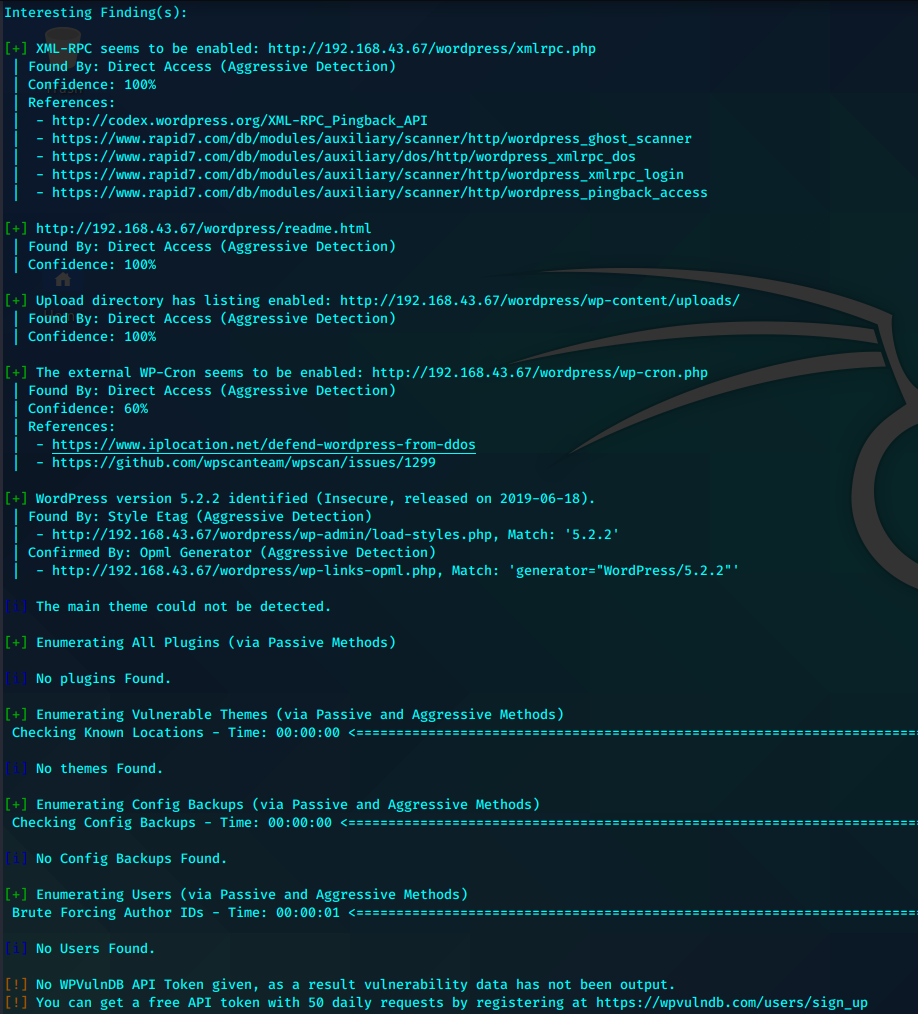 Interesting Finding(s):
[+] XML-RPC seems to be enabled: http://192.168.43.67/wordpress/xmlrpc.php
| Found By: Direct Access (Aggressive Detection)
| Confidence: 100%
| References:
|  - http://codex.wordpress.org/XML-RPC_Pingback_API
|  - https://www.rapid7.com/db/modules/auxiliary/scanner/http/wordpress_ghost_scanner
|  - https://www.rapid7.com/db/modules/auxiliary/dos/http/wordpress_xmlrpc_dos
|  - https://www.rapid7.com/db/modules/auxiliary/scanner/http/wordpress_xmlrpc_login
|  - https://www.rapid7.com/db/modules/auxiliary/scanner/http/wordpress_pingback_access
[+] http://192.168.43.67/wordpress/readme.html
| Found By: Direct Access (Aggressive Detection)
| Confidence: 100%
[+] Upload directory has listing enabled: http://192.168.43.67/wordpress/wp-content/uploads/
| Found By: Direct Access (Aggressive Detection)
| Confidence: 100%
[+] The external WP-Cron seems to be enabled: http://192.168.43.67/wordpress/wp-cron.php
| Found By: Direct Access (Aggressive Detection)
| Confidence: 60%
| References:
|  - https://www.iplocation.net/defend-wordpress-from-ddos
|  - https://github.com/wpscanteam/wpscan/issues/1299
[+] WordPress version 5.2.2 identified (Insecure, released on 2019-06-18).
| Found By: Style Etag (Aggressive Detection)
|  - http://192.168.43.67/wordpress/wp-admin/load-styles.php, Match: '5.2.2'
| Confirmed By: Opml Generator (Aggressive Detection)
|  - http://192.168.43.67/wordpress/wp-links-opml.php, Match: 'generator="WordPress/5.2.2"'
[i] The main theme could not be detected.
[+] Enumerating All Plugins (via Passive Methods)
[i] No plugins Found.
[+] Enumerating Vulnerable Themes (via Passive and Aggressive Methods)
Checking Known Locations - Time: 00:00:00 <======================================================================
[i] No themes Found.
[+] Enumerating Config Backups (via Passive and Aggressive Methods)
Checking Config Backups - Time: 00:00:00 <=======================================================================
[i] No Config Backups Found.
[+] Enumerating Users (via Passive and Aggressive Methods)
Brute Forcing Author IDs - Time: 00:00:01 <======================================================================
[i] No Users Found.
[!] No WPVulnDB API Token given, as a result vulnerability data has not been output.
[!] You can get a free API token with 50 daily requests by registering at https://wpvulndb.com/users/sign_up